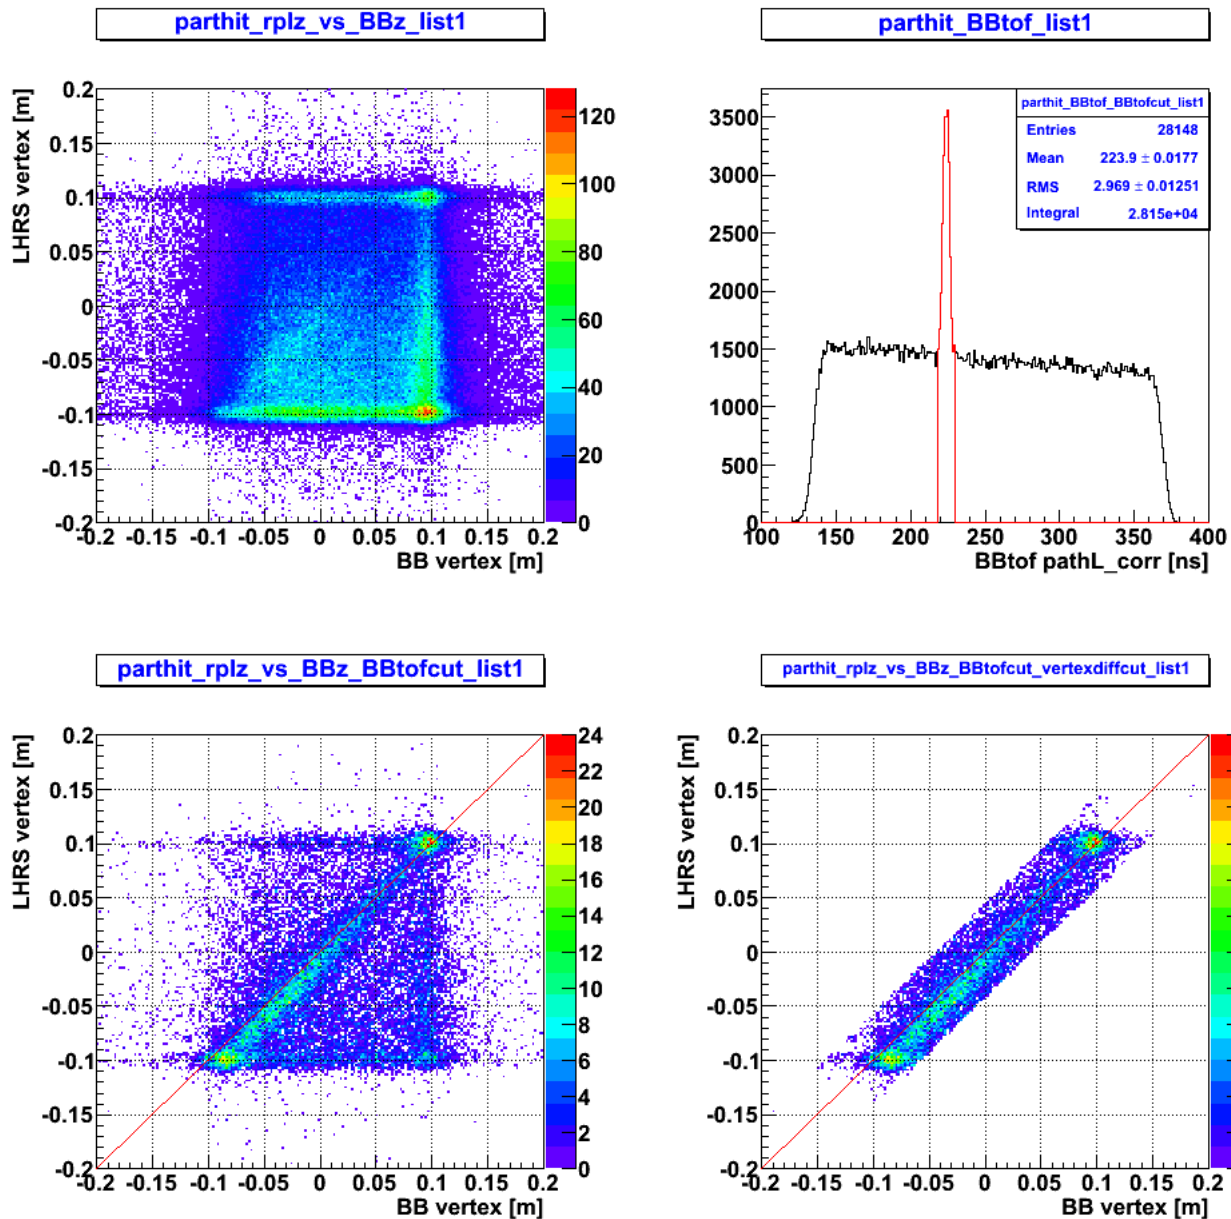 parthit_rplz_vs_BBz_list1
LHRS vertex [m]
0.2
0.15
0.1
0.05
0
-0.05
-0.1
-0.15
-0.2
-0.2 -0.15 -0.1 -0.05 0 0.05 0.1 0.15 0.2
BB vertex [m]
120
100
80
60
40
20
0
parthit_BBtof_list1
3500
3000
2500
2000
1500
1000
500
0
100 150 200 250 300 350 400
BBtof pathL_corr [ns]
parthit_BBtof_BBtofcut_list1
Entries 28148
Mean 223.9 ± 0.0177
RMS 2.969 ± 0.01251
Integral 2.815e+04
parthit_rplz_vs_BBz_BBtofcut_list1
LHRS vertex [m]
0.2
0.15
0.1
0.05
0
-0.05
-0.1
-0.15
-0.2
-0.2 -0.15 -0.1 -0.05 0 0.05 0.1 0.15 0.2
BB vertex [m]
24
22
20
18
16
14
12
10
8
6
4
2
0
parthit_rplz_vs_BBz_BBtofcut_vertexdiffcut_list1
LHRS vertex [m]
0.2
0.15
0.1
0.05
0
-0.05
-0.1
-0.15
-0.2
-0.2 -0.15 -0.1 -0.05 0 0.05 0.1 0.15 0.2
BB vertex [m]